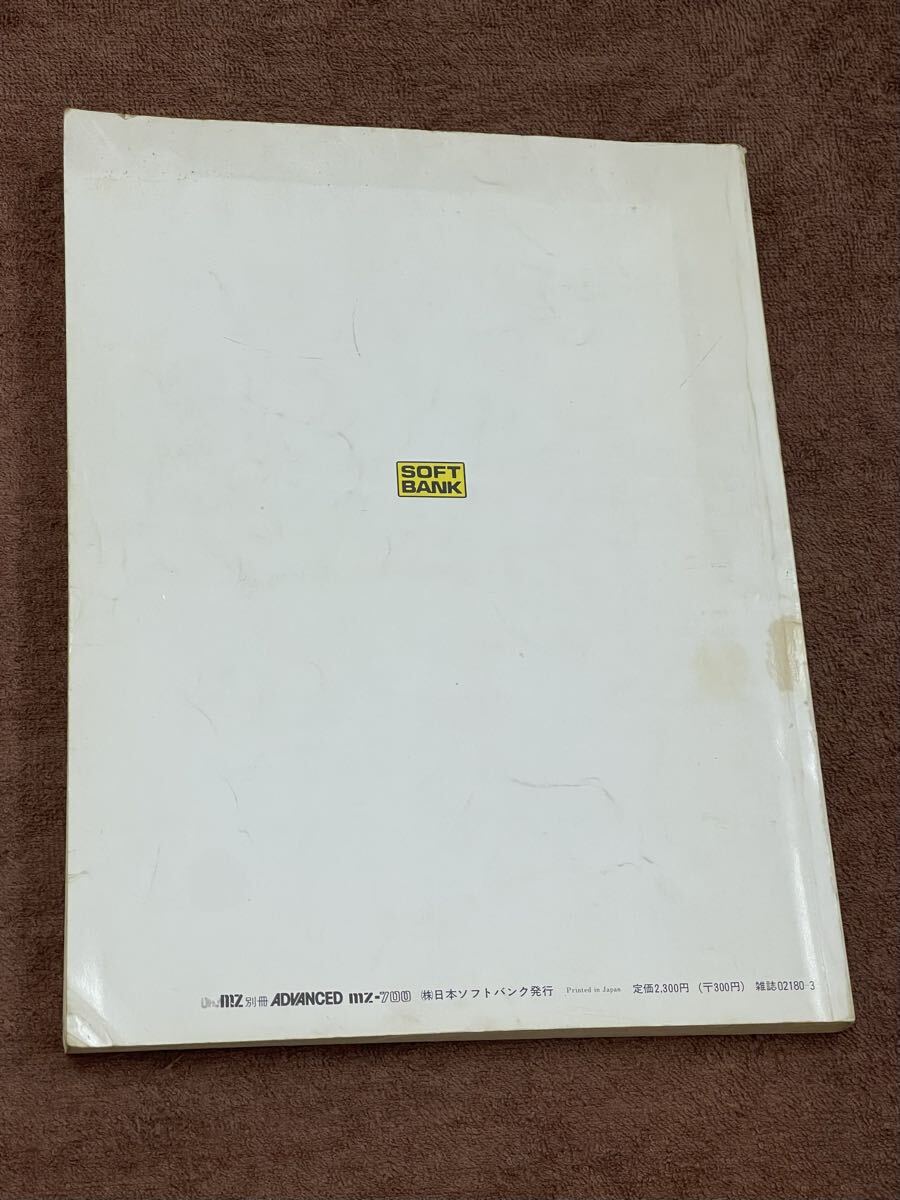 SOFT
BANK
Oh!MZ別冊 ADVANCED MZ-700 ㈱日本ソフトバンク発行 Printed in Japan 定価2,300円 (〒300円) 雑誌02180-3